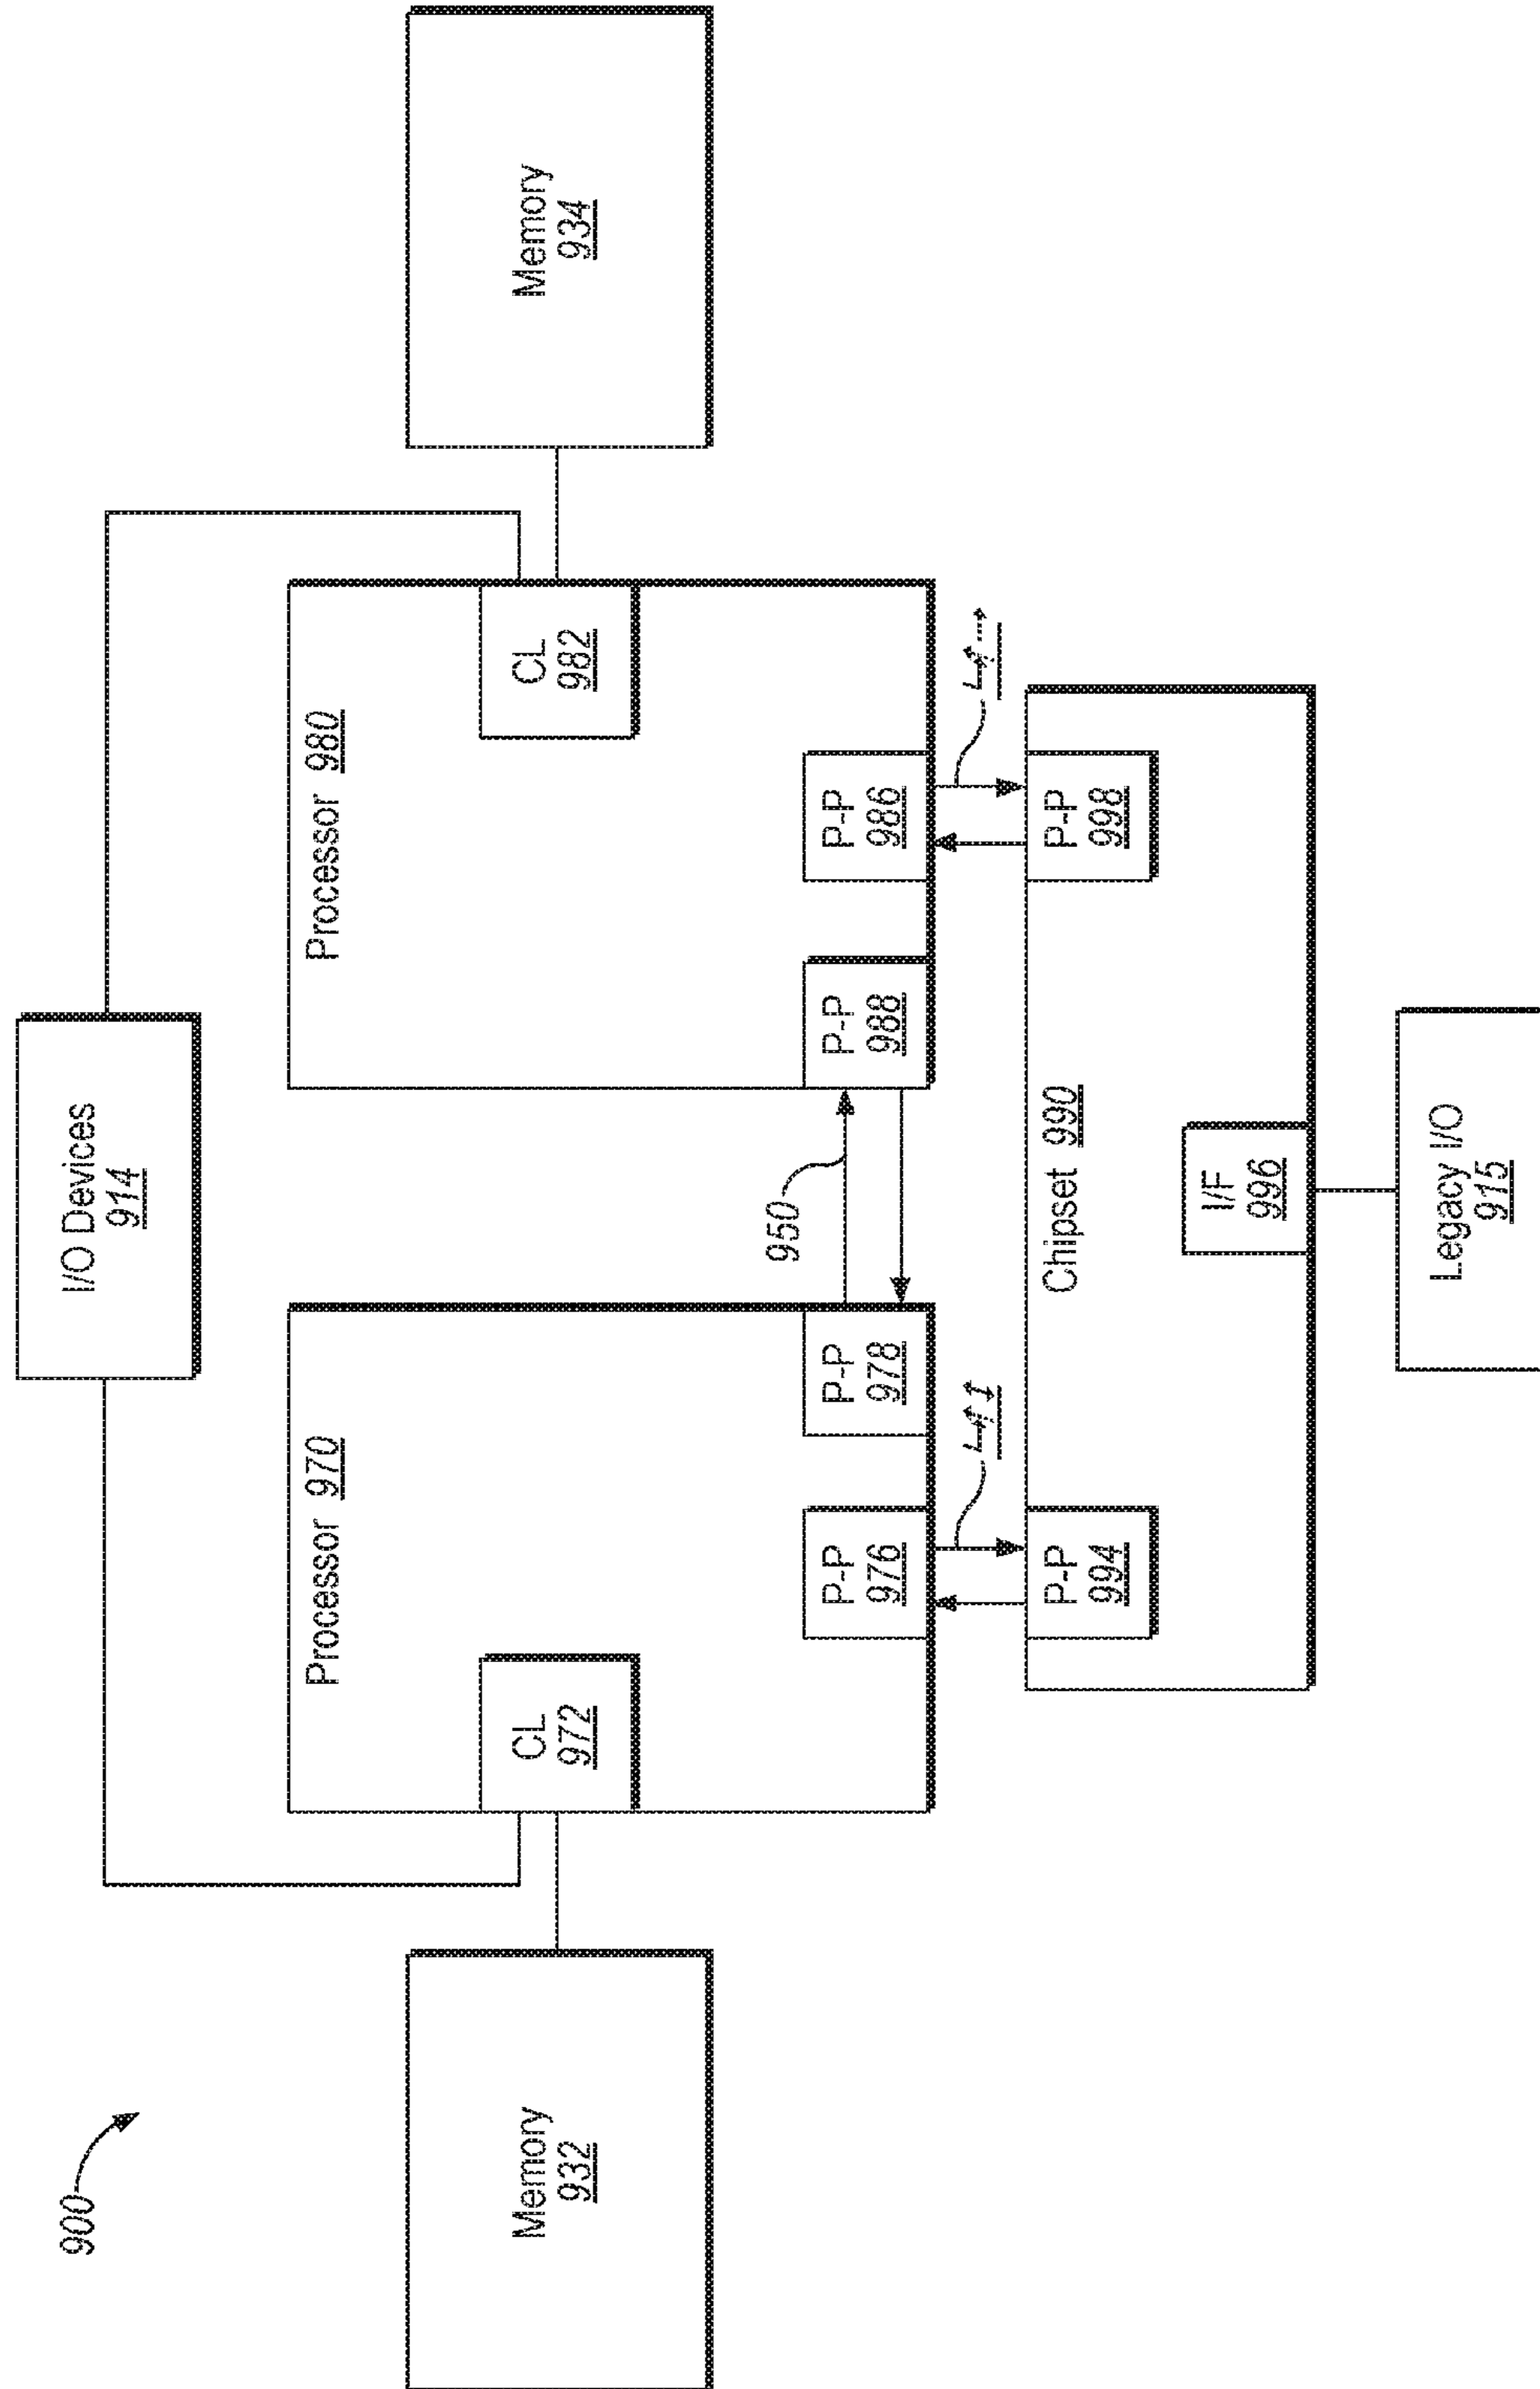 900
I/O Devices
914
Memory
932
CL
972
Processor 970
P-P
976
P-P
978
950
Processor 980
CL
982
P-P
988
P-P
986
Memory
934
P-P
994
Chipset 990
P-P
998
I/F
996
Legacy I/O
915